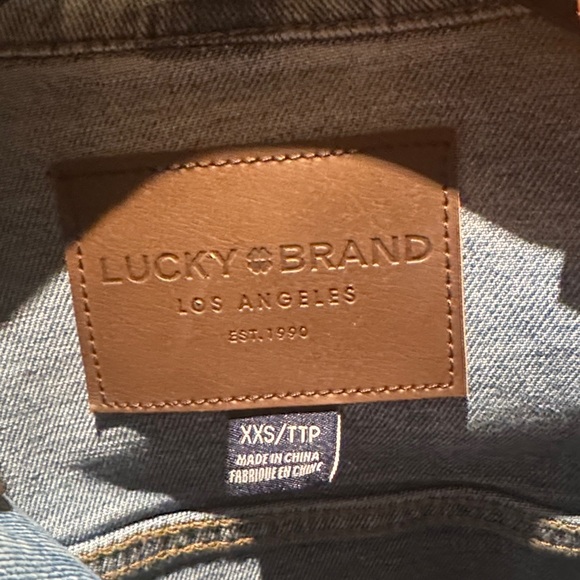 LUCKY BRAND
LOS ANGELES
EST. 1990
XXS/TTP
MADE IN CHINA
FABRIQUE EN CHINE